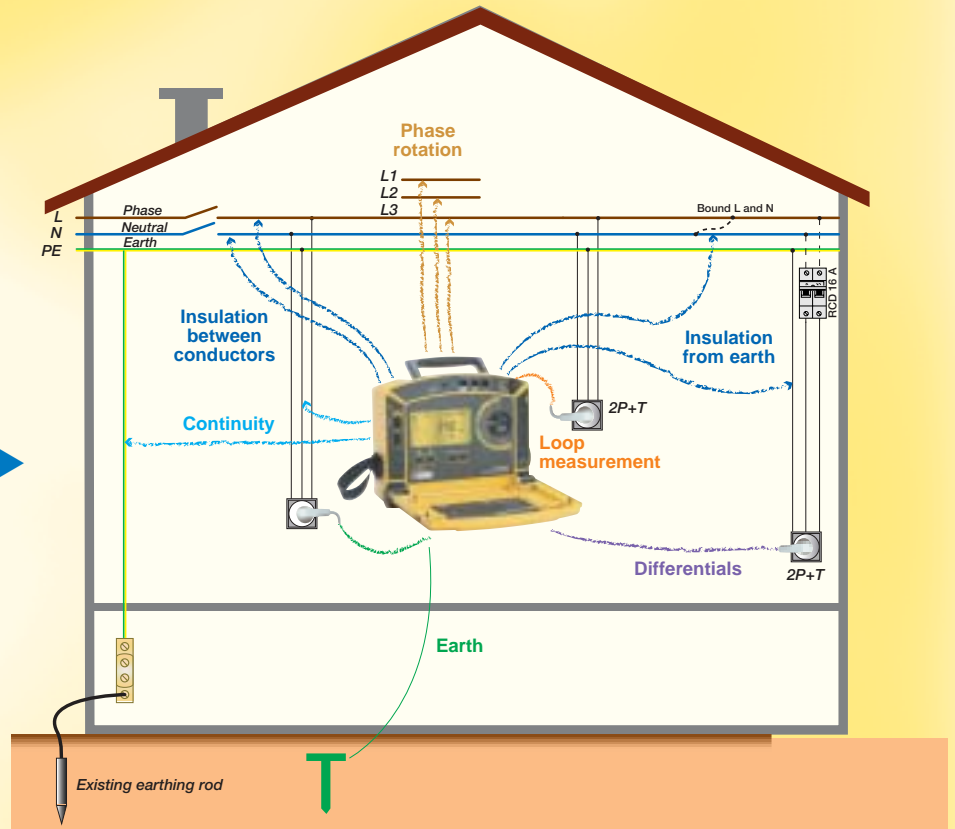 Phase
rotation
L1
L2
L3
L
Phase
Bound L and N
N
Neutral
PE
Earth
RCD 16 A
Insulation
between
conductors
Insulation
from earth
Continuity
2P+T
Loop
measurement
Differentials
2P+T
Earth
Existing earthing rod